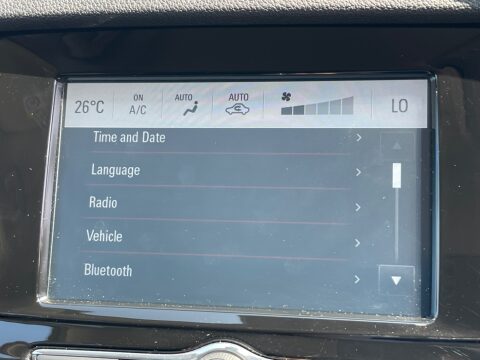 26°C ON A/C AUTO AUTO LO
Time and Date
Language
Radio
Vehicle
Bluetooth